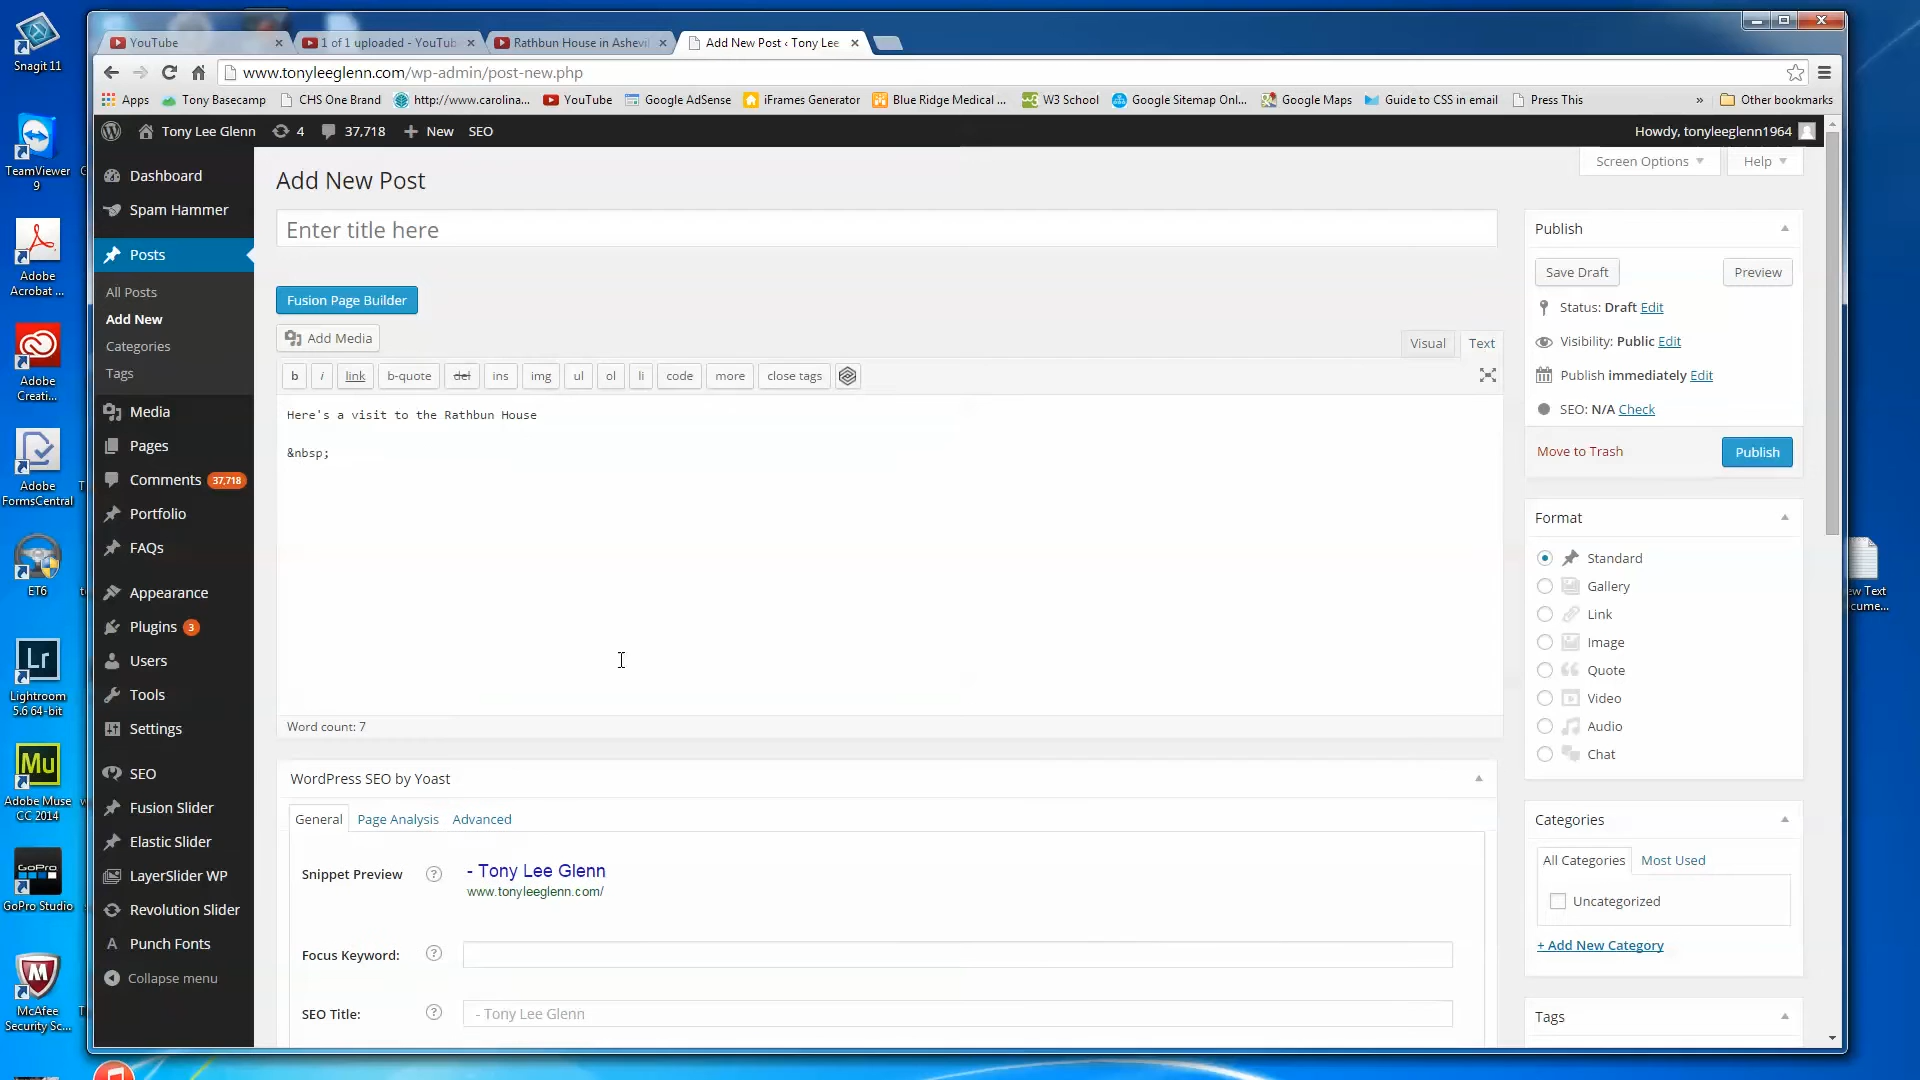 YouTube
1 of 1 uploaded - YouTub
Rathbun House in Ashevil
Add New Post ‹ Tony Lee
www.tonyleeglenn.com/wp-admin/post-new.php
Apps
Tony Basecamp
CHS One Brand
http://www.carolina...
YouTube
Google AdSense
iFrames Generator
Blue Ridge Medical ...
W3 School
Google Sitemap Onl...
Google Maps
Guide to CSS in email
Press This
»
Other bookmarks
Tony Lee Glenn
4
37,718
+ New
SEO
Howdy, tonyleeglenn1964
Snagit 11
TeamViewer
9
Adobe
Acrobat ...
Adobe
Creati...
Adobe
FormsCentral
ET6
Lr
Lightroom
5.6 64-bit
Mu
Adobe Muse
CC 2014
GoPro
GoPro Studio
McAfee
Security Sc...
Dashboard
Spam Hammer
Posts
All Posts
Add New
Categories
Tags
Media
Pages
Comments 37,718
Portfolio
FAQs
Appearance
Plugins 3
Users
Tools
Settings
SEO
Fusion Slider
Elastic Slider
LayerSlider WP
Revolution Slider
Punch Fonts
Collapse menu
Screen Options
Help
Add New Post
Enter title here
Fusion Page Builder
Add Media
Visual
Text
b
i
link
b-quote
del
ins
img
ul
ol
li
code
more
close tags
Here's a visit to the Rathbun House
&nbsp;
Word count: 7
WordPress SEO by Yoast
General
Page Analysis
Advanced
Snippet Preview
?
- Tony Lee Glenn
www.tonyleeglenn.com/
Focus Keyword:
?
SEO Title:
?
- Tony Lee Glenn
Publish
Save Draft
Preview
Status: Draft Edit
Visibility: Public Edit
Publish immediately Edit
SEO: N/A Check
Move to Trash
Publish
Format
Standard
Gallery
Link
Image
Quote
Video
Audio
Chat
Categories
All Categories
Most Used
Uncategorized
+ Add New Category
Tags
ew Text
cume...